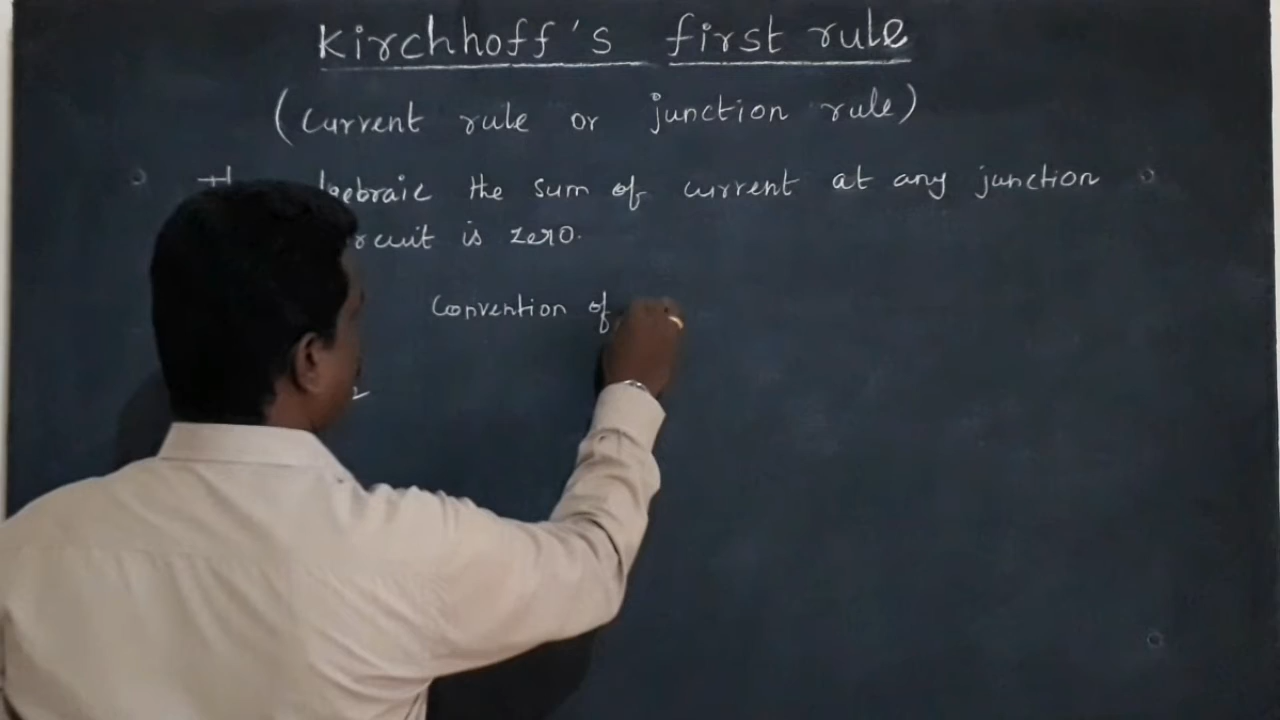 Kirchhoff's first rule
(Current rule or junction rule)
the sum of current at any junction
is zero.
Convention of
2